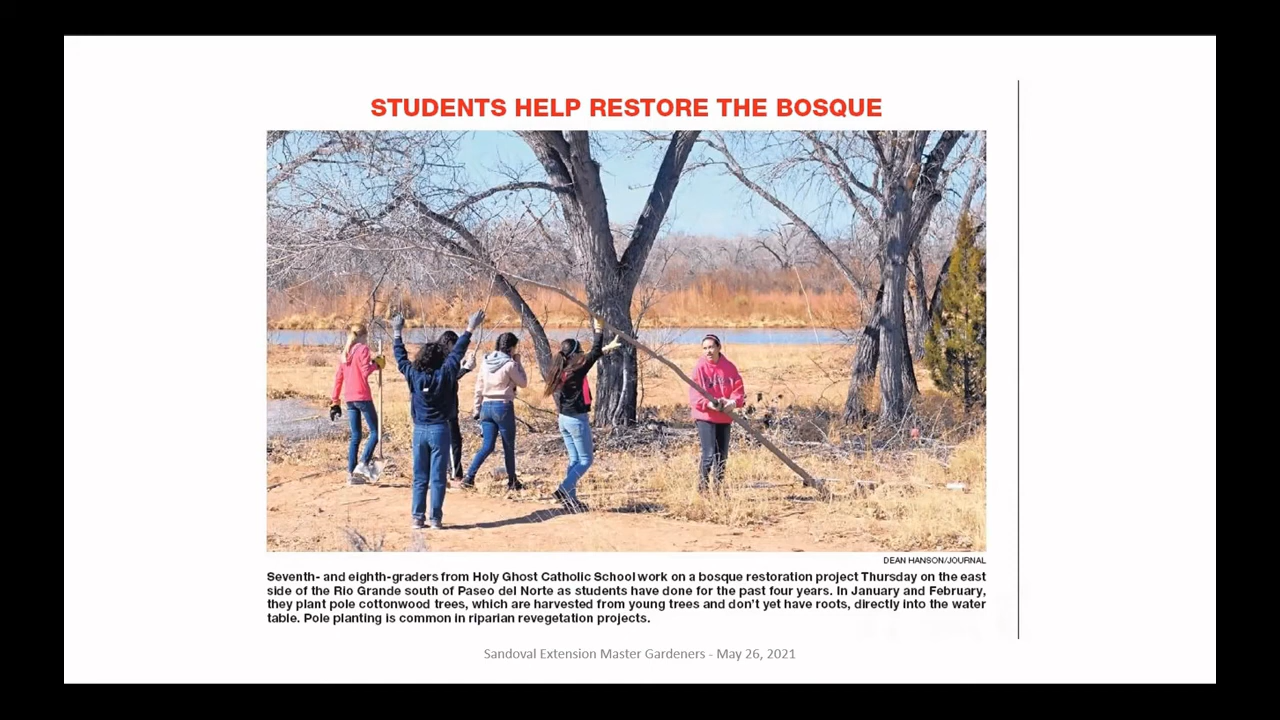 STUDENTS HELP RESTORE THE BOSQUE
DEAN HANSON/JOURNAL
Seventh- and eighth-graders from Holy Ghost Catholic School work on a bosque restoration project Thursday on the east
side of the Rio Grande south of Paseo del Norte as students have done for the past four years. In January and February,
they plant pole cottonwood trees, which are harvested from young trees and don't yet have roots, directly into the water
table. Pole planting is common in riparian revegetation projects.
Sandoval Extension Master Gardeners - May 26, 2021